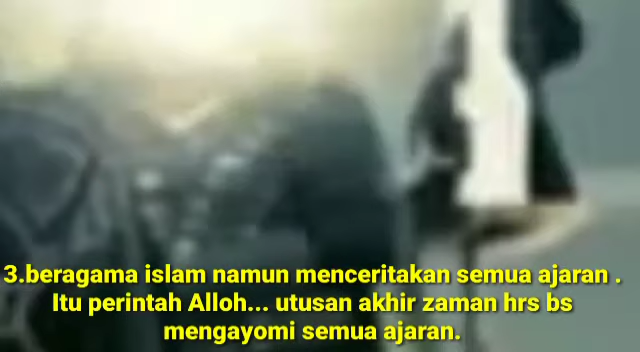 3.beragama islam namun menceritakan semua ajaran .
Itu perintah Alloh... utusan akhir zaman hrs bs
mengayomi semua ajaran.